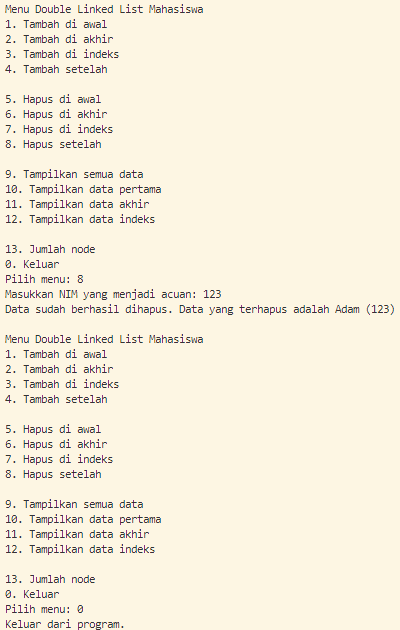 Menu Double Linked List Mahasiswa
1. Tambah di awal
2. Tambah di akhir
3. Tambah di indeks
4. Tambah setelah
5. Hapus di awal
6. Hapus di akhir
7. Hapus di indeks
8. Hapus setelah
9. Tampilkan semua data
10. Tampilkan data pertama
11. Tampilkan data akhir
12. Tampilkan data indeks
13. Jumlah node
0. Keluar
Pilih menu: 8
Masukkan NIM yang menjadi acuan: 123
Data sudah berhasil dihapus. Data yang terhapus adalah Adam (123)
Menu Double Linked List Mahasiswa
1. Tambah di awal
2. Tambah di akhir
3. Tambah di indeks
4. Tambah setelah
5. Hapus di awal
6. Hapus di akhir
7. Hapus di indeks
8. Hapus setelah
9. Tampilkan semua data
10. Tampilkan data pertama
11. Tampilkan data akhir
12. Tampilkan data indeks
13. Jumlah node
0. Keluar
Pilih menu: 0
Keluar dari program.